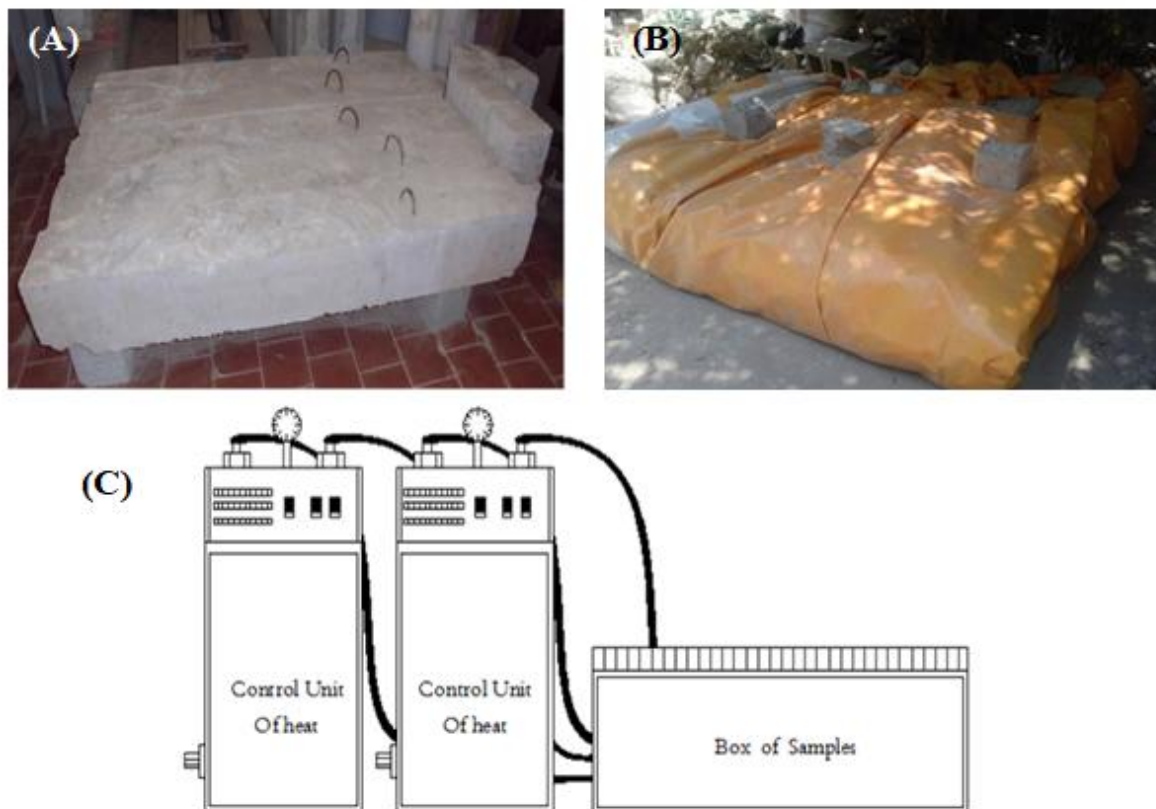 (A)
(B)
(C)
Control Unit
Of heat
Control Unit
Of heat
Box of Samples